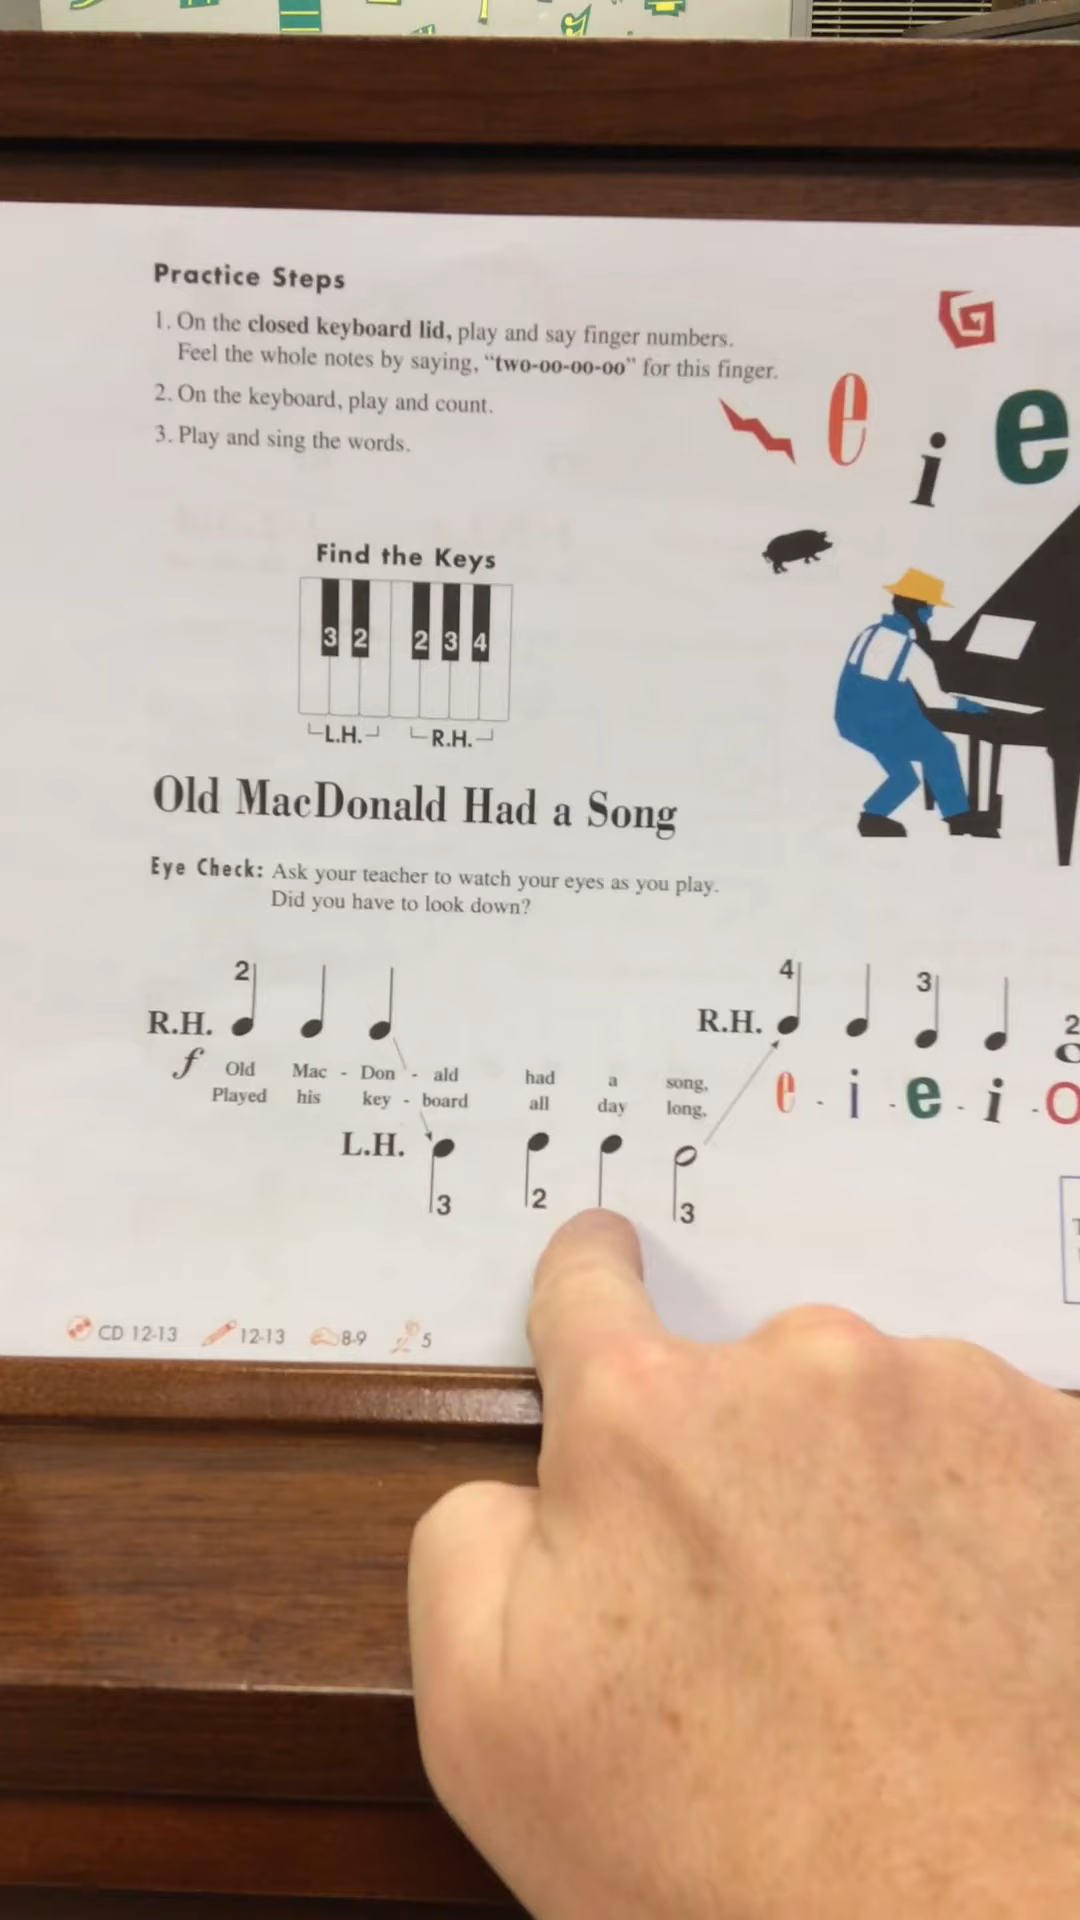 Practice Steps
1. On the closed keyboard lid, play and say finger numbers.
Feel the whole notes by saying, “two-oo-oo-oo” for this finger.
2. On the keyboard, play and count.
3. Play and sing the words.
e i e
Find the Keys
3 2 2 3 4
L.H. R.H.
Old MacDonald Had a Song
Eye Check: Ask your teacher to watch your eyes as you play.
Did you have to look down?
2 4 3 2
R.H. R.H.
f Old Mac - Don - ald had a song, e - i - e - i - o
Played his key - board all day long,
L.H.
3 2 3
CD 12-13 12-13 8-9 5